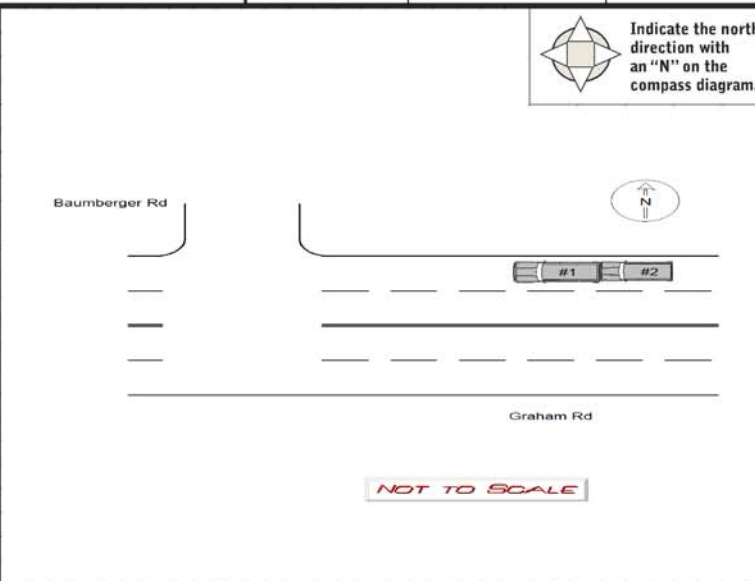 Indicate the north
direction with
an “N” on the
compass diagram.
Baumberger Rd
N
#1
#2
Graham Rd
NOT TO SCALE